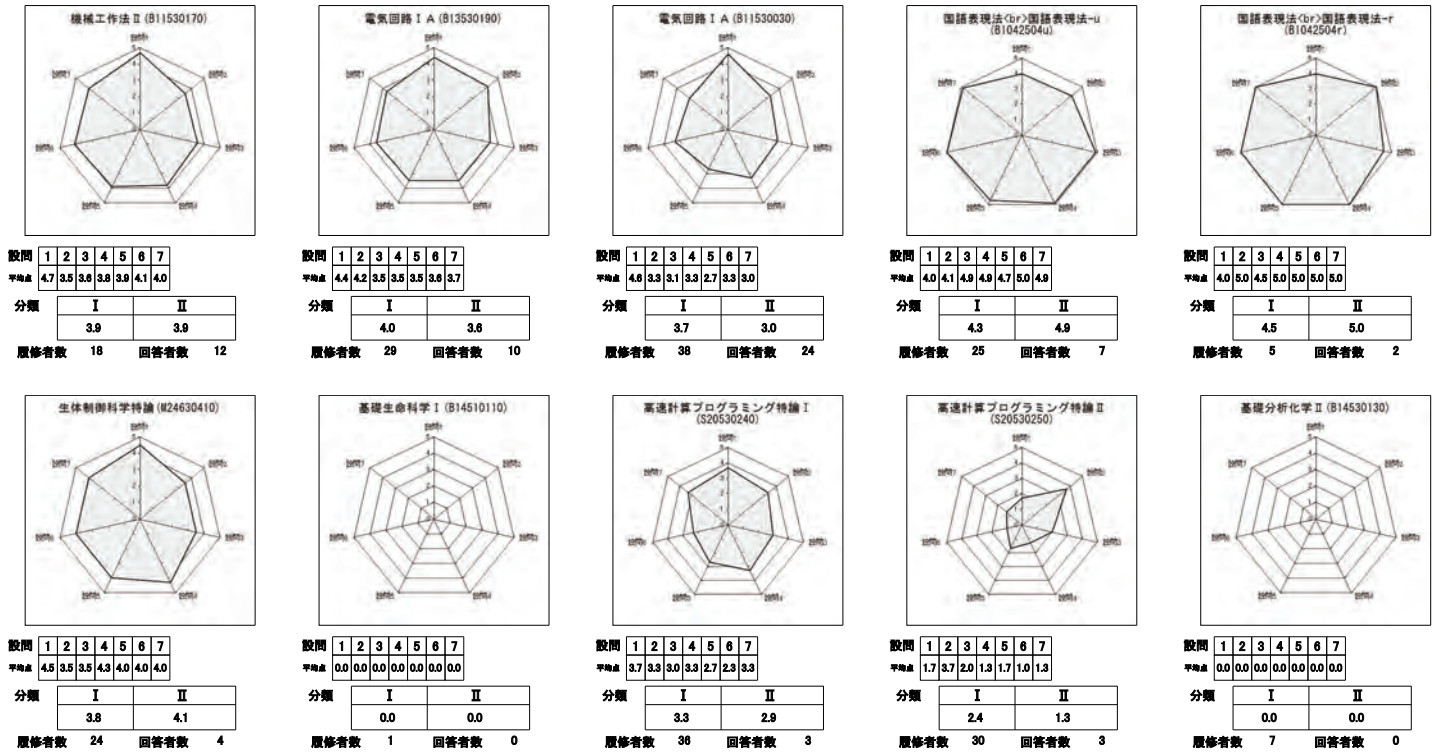 機械工作法Ⅱ(B11530170)
設問 1 2 3 4 5 6 7
平均点 4.7 3.5 3.6 3.8 3.9 4.1 4.0
分類 Ⅰ Ⅱ
3.9 3.9
履修者数 18 回答者数 12
電気回路ⅠA(B13530190)
設問 1 2 3 4 5 6 7
平均点 4.4 4.2 3.5 3.5 3.5 3.6 3.7
分類 Ⅰ Ⅱ
4.0 3.6
履修者数 29 回答者数 10
電気回路ⅠA(B11530030)
設問 1 2 3 4 5 6 7
平均点 4.6 3.3 3.1 3.3 2.7 3.3 3.0
分類 Ⅰ Ⅱ
3.7 3.0
履修者数 38 回答者数 24
国語表現法<br>国語表現法-u
(B1042504u)
設問 1 2 3 4 5 6 7
平均点 4.0 4.1 4.9 4.9 4.7 5.0 4.9
分類 Ⅰ Ⅱ
4.3 4.9
履修者数 25 回答者数 7
国語表現法<br>国語表現法-r
(B1042504r)
設問 1 2 3 4 5 6 7
平均点 4.0 5.0 4.5 5.0 5.0 5.0 5.0
分類 Ⅰ Ⅱ
4.5 5.0
履修者数 5 回答者数 2
生体制御科学特論(M24630410)
設問 1 2 3 4 5 6 7
平均点 4.5 3.5 3.5 4.3 4.0 4.0 4.0
分類 Ⅰ Ⅱ
3.8 4.1
履修者数 24 回答者数 4
基礎生命科学Ⅰ(B14510110)
設問 1 2 3 4 5 6 7
平均点 0.0 0.0 0.0 0.0 0.0 0.0 0.0
分類 Ⅰ Ⅱ
0.0 0.0
履修者数 1 回答者数 0
高速計算プログラミング特論Ⅰ
(S20530240)
設問 1 2 3 4 5 6 7
平均点 3.7 3.3 3.0 3.3 2.7 2.3 3.3
分類 Ⅰ Ⅱ
3.3 2.9
履修者数 36 回答者数 3
高速計算プログラミング特論Ⅱ
(S20530250)
設問 1 2 3 4 5 6 7
平均点 1.7 3.7 2.0 1.3 1.7 1.0 1.3
分類 Ⅰ Ⅱ
2.4 1.3
履修者数 30 回答者数 3
基礎分析化学Ⅱ(B14530130)
設問 1 2 3 4 5 6 7
平均点 0.0 0.0 0.0 0.0 0.0 0.0 0.0
分類 Ⅰ Ⅱ
0.0 0.0
履修者数 7 回答者数 0